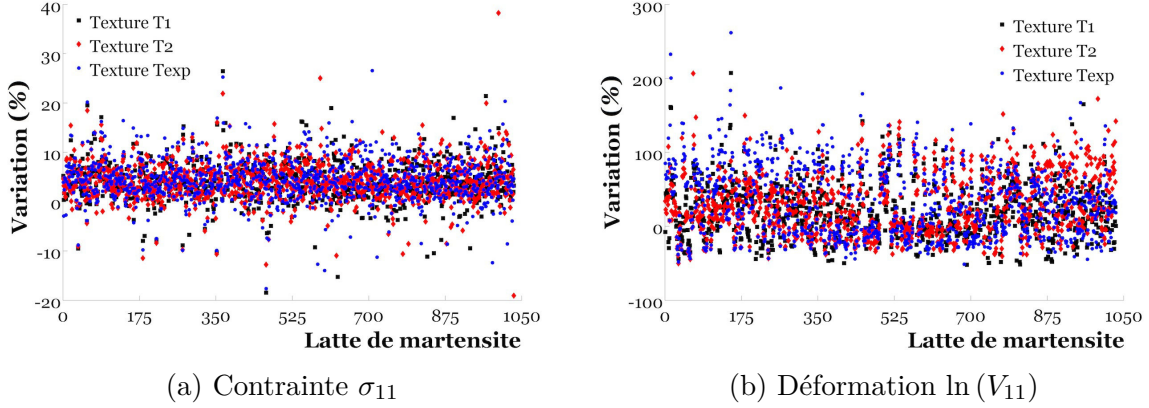 40
30
20
10
0
-10
-20
Variation (%)
Texture T1
Texture T2
Texture Texp
0 175 350 525 700 875 1050
Latte de martensite
(a) Contrainte σ11
300
200
100
0
-100
Variation (%)
Texture T1
Texture T2
Texture Texp
0 175 350 525 700 875 1050
Latte de martensite
(b) Déformation ln (V11)